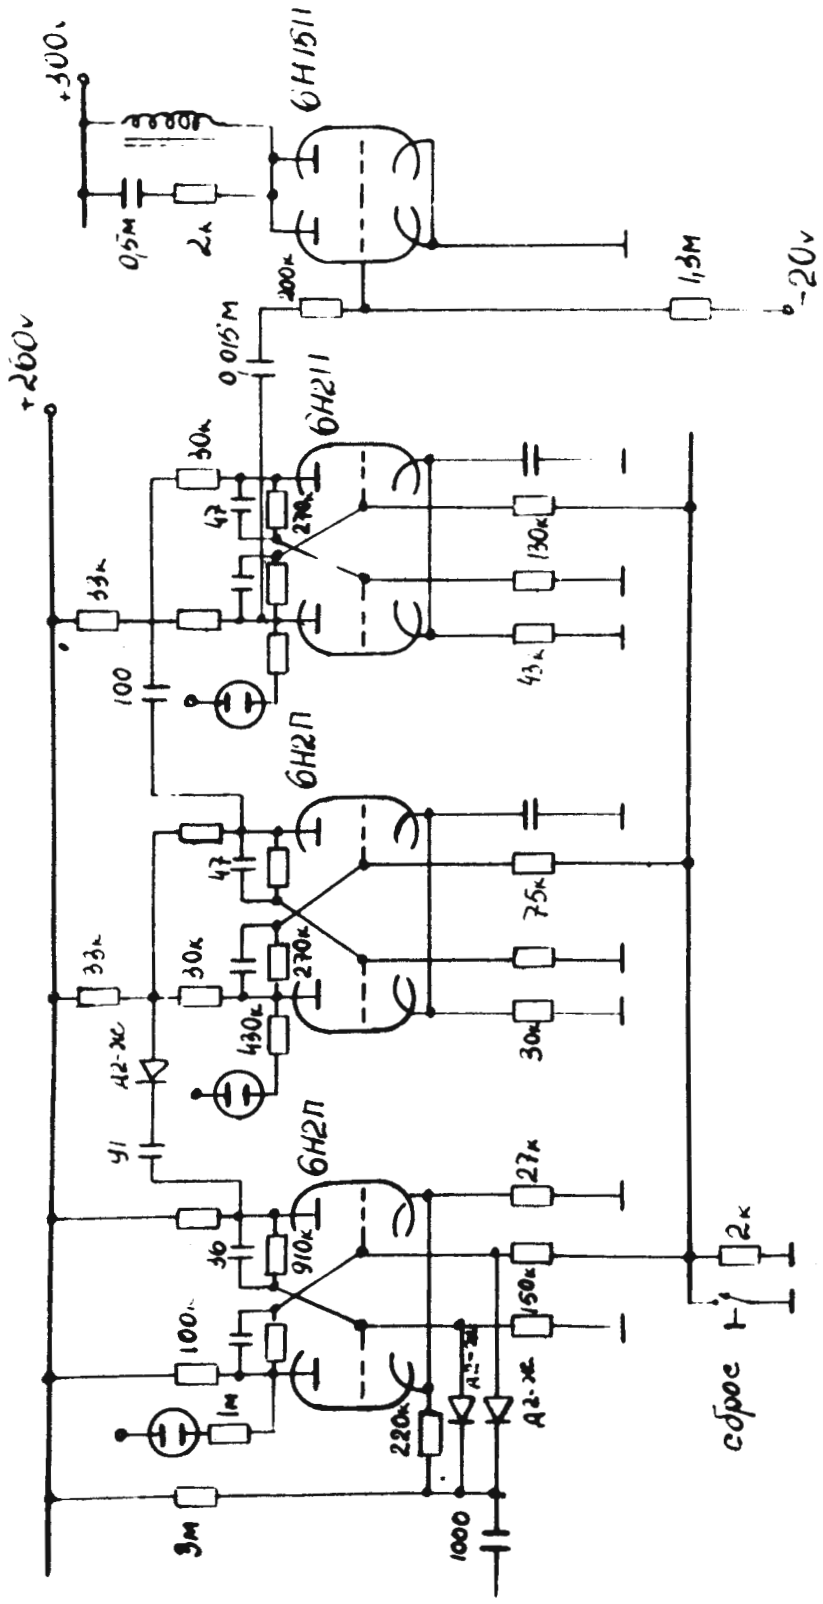 +300v
0,5м
2к
6Н15П
+260v
200к
0,015м
1,3м
-20v
30к
47
270к
6Н2П
33к
130к
43к
100
6Н2П
47
75к
33к
30к
270к
430к
30к
Д2-ж
91
6Н2П
36
910к
27к
100к
150к
2к
1м
220к
Д2-ж
Д2-ж
сброс
3м
1000